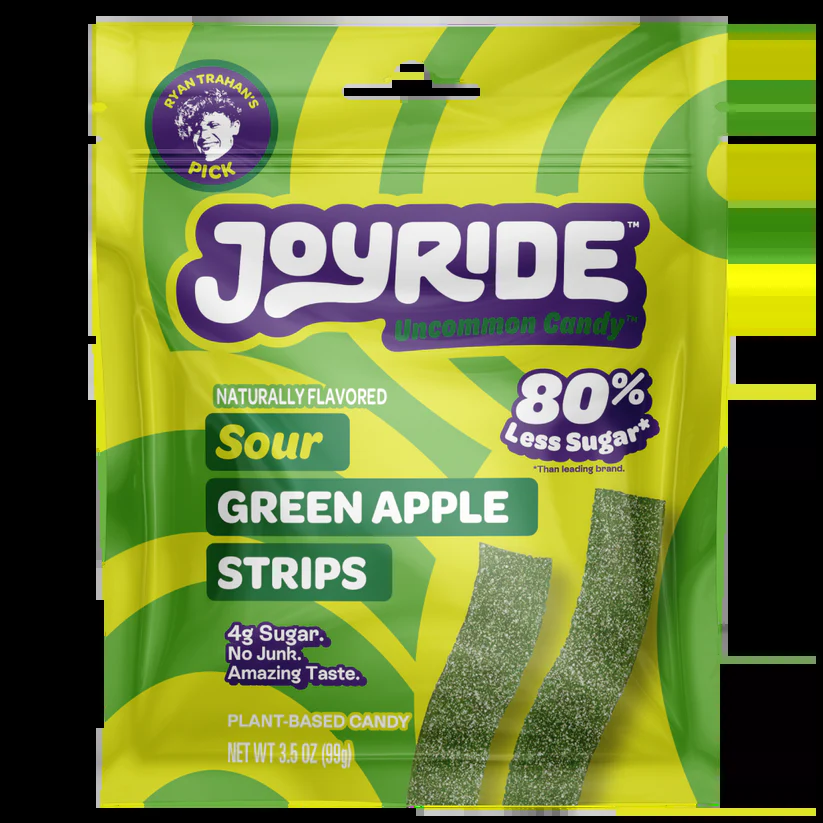 RYAN TRAHAN'S
PICK
JOYRIDE™
Uncommon Candy™
NATURALLY FLAVORED
Sour
GREEN APPLE
STRIPS
80%
Less Sugar*
*Than leading brand.
4g Sugar.
No Junk.
Amazing Taste.
PLANT-BASED CANDY
NET WT 3.5 OZ (99g)